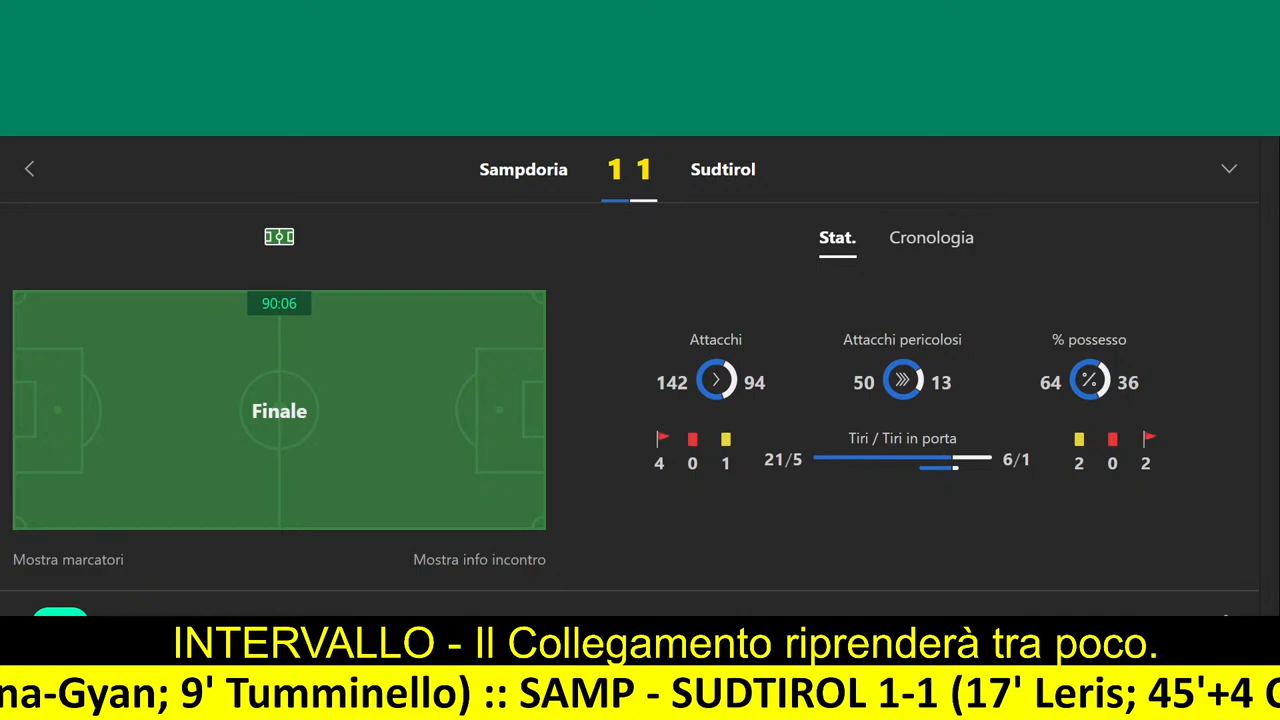 Sampdoria 1 1 Sudtirol
Stat. Cronologia
90:06
Finale
Attacchi Attacchi pericolosi % possesso
142 94 50 13 64 36
Tiri / Tiri in porta
4 0 1 21/5 6/1 2 0 2
Mostra marcatori Mostra info incontro
INTERVALLO - Il Collegamento riprenderà tra poco.
na-Gyan; 9' Tumminello) :: SAMP - SUDTIROL 1-1 (17' Leris; 45'+4